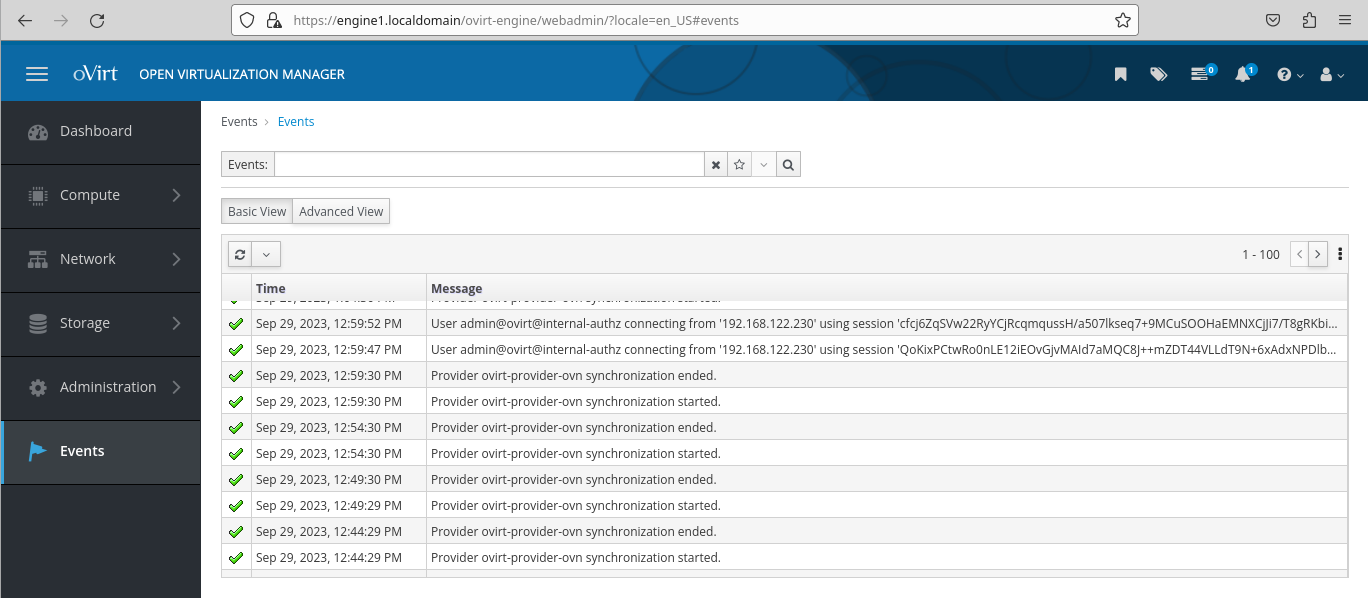 https://engine1.localdomain/ovirt-engine/webadmin/?locale=en_US#events
oVirt OPEN VIRTUALIZATION MANAGER
0
1
Dashboard
Compute
Network
Storage
Administration
Events
Events > Events
Events:
Basic View Advanced View
1 - 100
Time Message
Provider ovirt-provider-ovn synchronization started.
Sep 29, 2023, 12:59:52 PM User admin@ovirt@internal-authz connecting from '192.168.122.230' using session 'cfcj6ZqSVw22RyYCjRcqmqussH/a507lkseq7+9MCuSOOHaEMNXCjJi7/T8gRKbi...
Sep 29, 2023, 12:59:47 PM User admin@ovirt@internal-authz connecting from '192.168.122.230' using session 'QoKixPCtwRo0nLE12iEOvGjvMAId7aMQC8J++mZDT44VLLdT9N+6xAdxNPDlb...
Sep 29, 2023, 12:59:30 PM Provider ovirt-provider-ovn synchronization ended.
Sep 29, 2023, 12:59:30 PM Provider ovirt-provider-ovn synchronization started.
Sep 29, 2023, 12:54:30 PM Provider ovirt-provider-ovn synchronization ended.
Sep 29, 2023, 12:54:30 PM Provider ovirt-provider-ovn synchronization started.
Sep 29, 2023, 12:49:30 PM Provider ovirt-provider-ovn synchronization ended.
Sep 29, 2023, 12:49:29 PM Provider ovirt-provider-ovn synchronization started.
Sep 29, 2023, 12:44:29 PM Provider ovirt-provider-ovn synchronization ended.
Sep 29, 2023, 12:44:29 PM Provider ovirt-provider-ovn synchronization started.